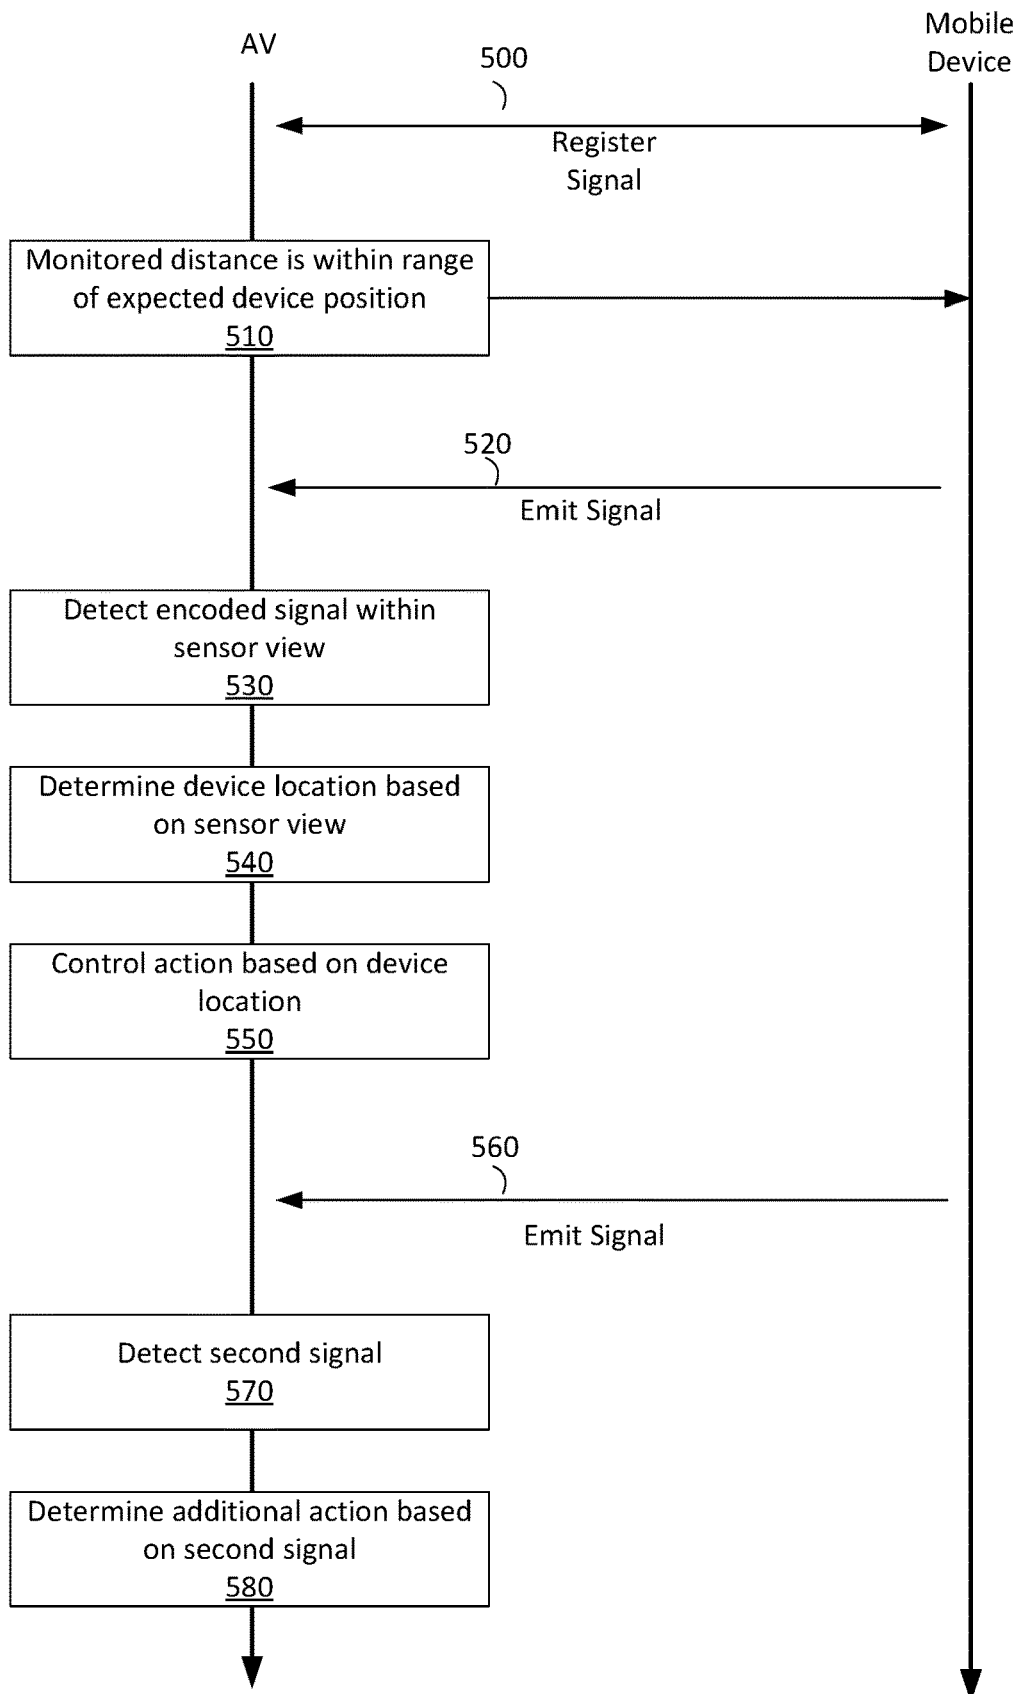 AV
Mobile
Device
500
Register
Signal
Monitored distance is within range
of expected device position
510
520
Emit Signal
Detect encoded signal within
sensor view
530
Determine device location based
on sensor view
540
Control action based on device
location
550
560
Emit Signal
Detect second signal
570
Determine additional action based
on second signal
580